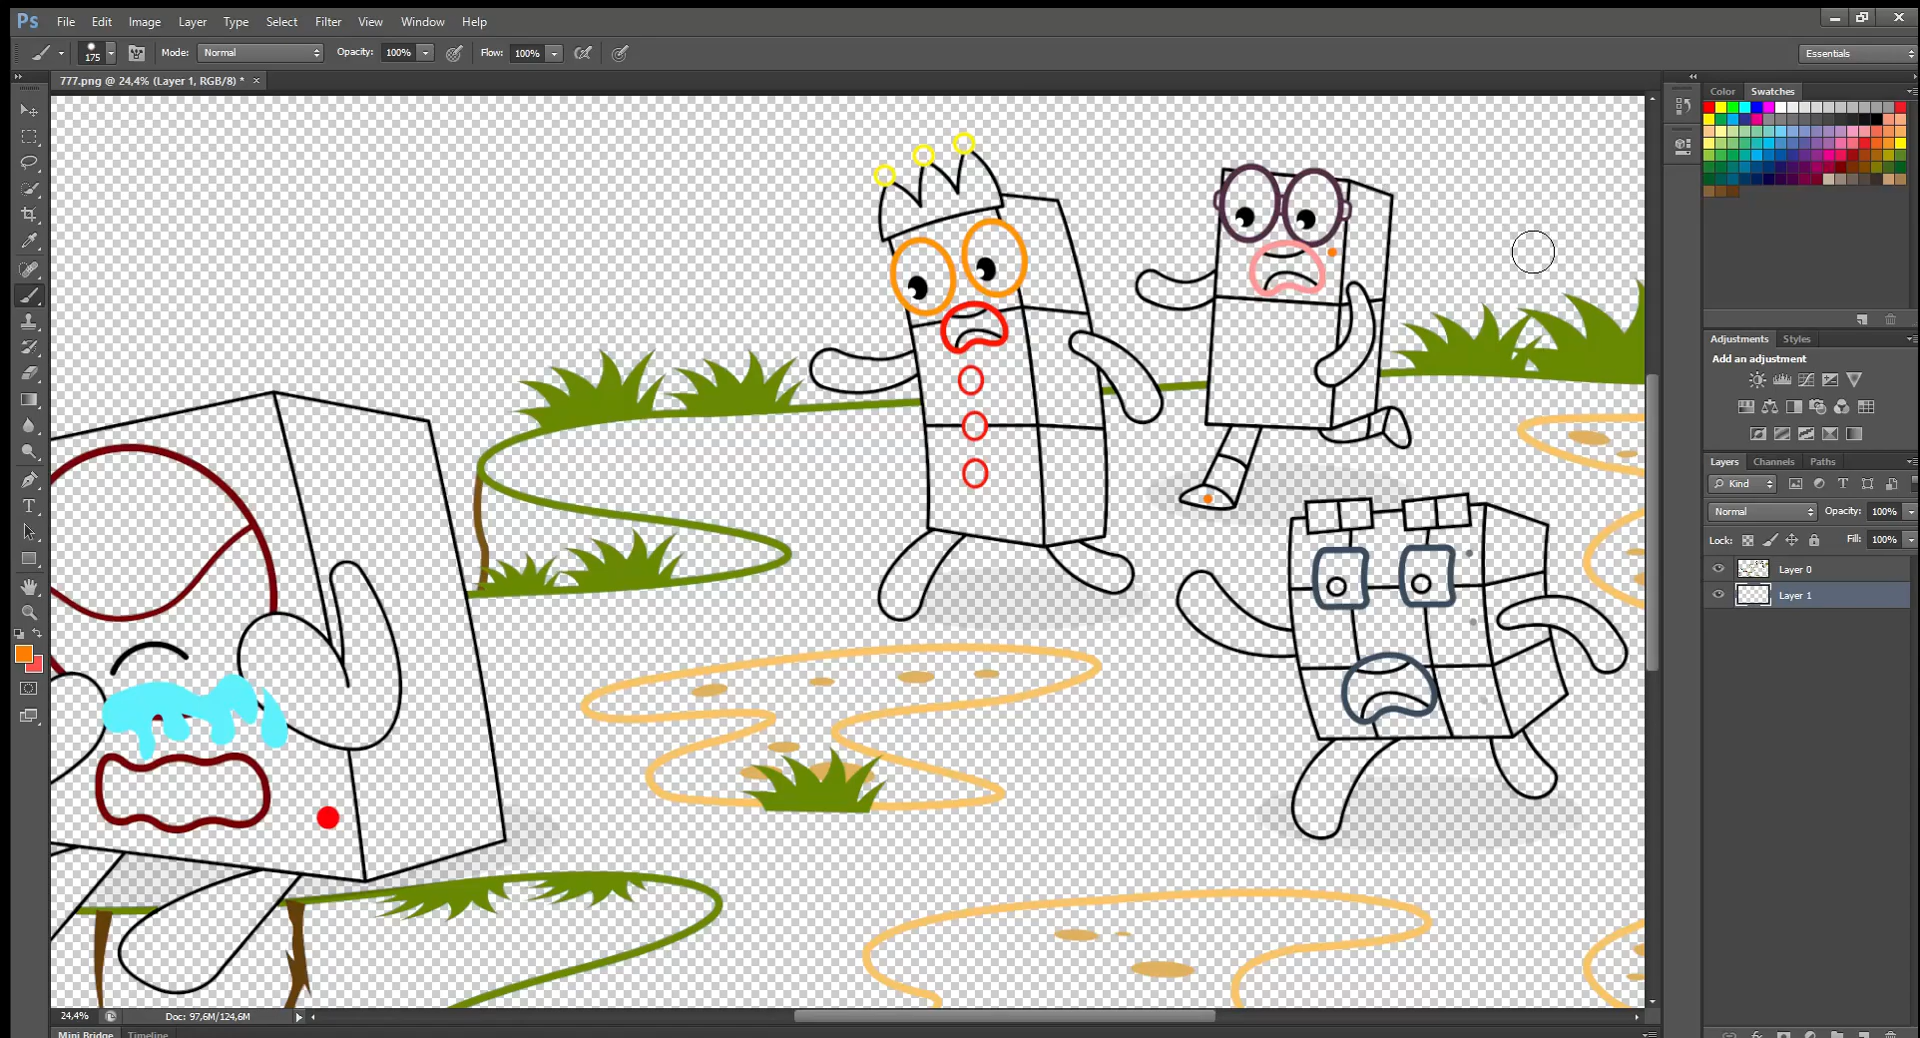 Ps File Edit Image Layer Type Select Filter View Window Help
175 Mode: Normal Opacity: 100% Flow: 100% Essentials
777.png @ 24,4% (Layer 1, RGB/8) * ×
Color Swatches
Adjustments Styles
Add an adjustment
Layers Channels Paths
Kind
Normal Opacity: 100%
Lock: Fill: 100%
Layer 0
Layer 1
24,4% Doc: 97,6M/124,6M
Mini Bridge Timeline